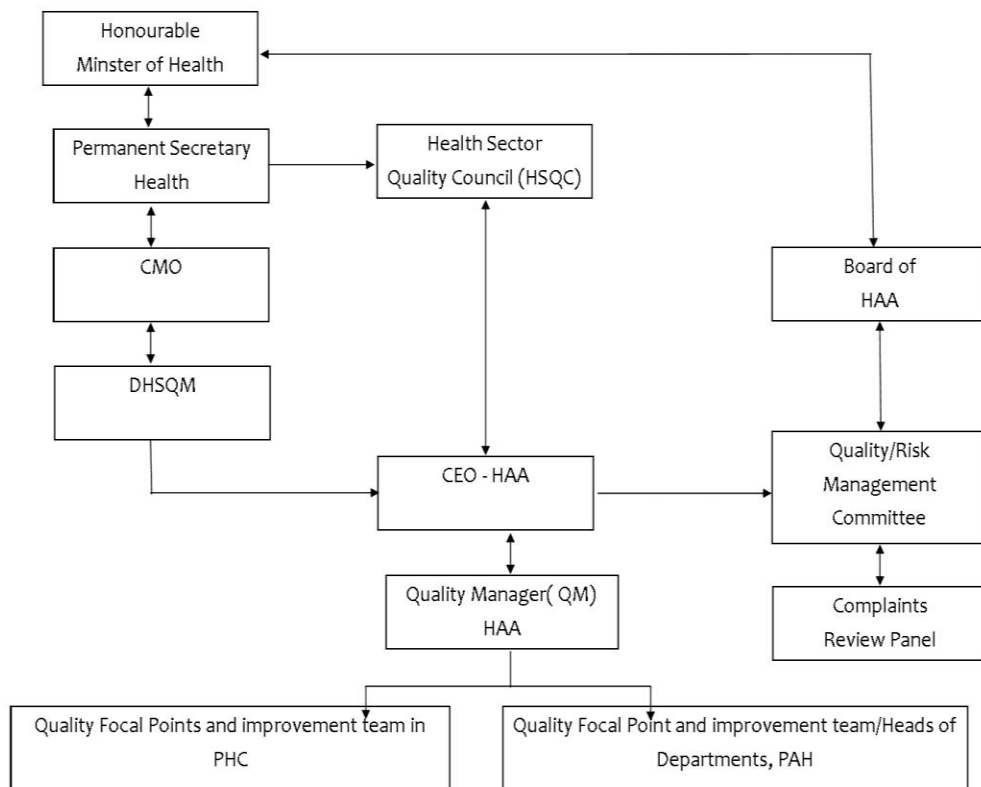 Honourable
Minster of Health
Permanent Secretary
Health
Health Sector
Quality Council (HSQC)
CMO
Board of
HAA
DHSQM
CEO - HAA
Quality/Risk
Management
Committee
Quality Manager( QM)
HAA
Complaints
Review Panel
Quality Focal Points and improvement team in
PHC
Quality Focal Point and improvement team/Heads of
Departments, PAH